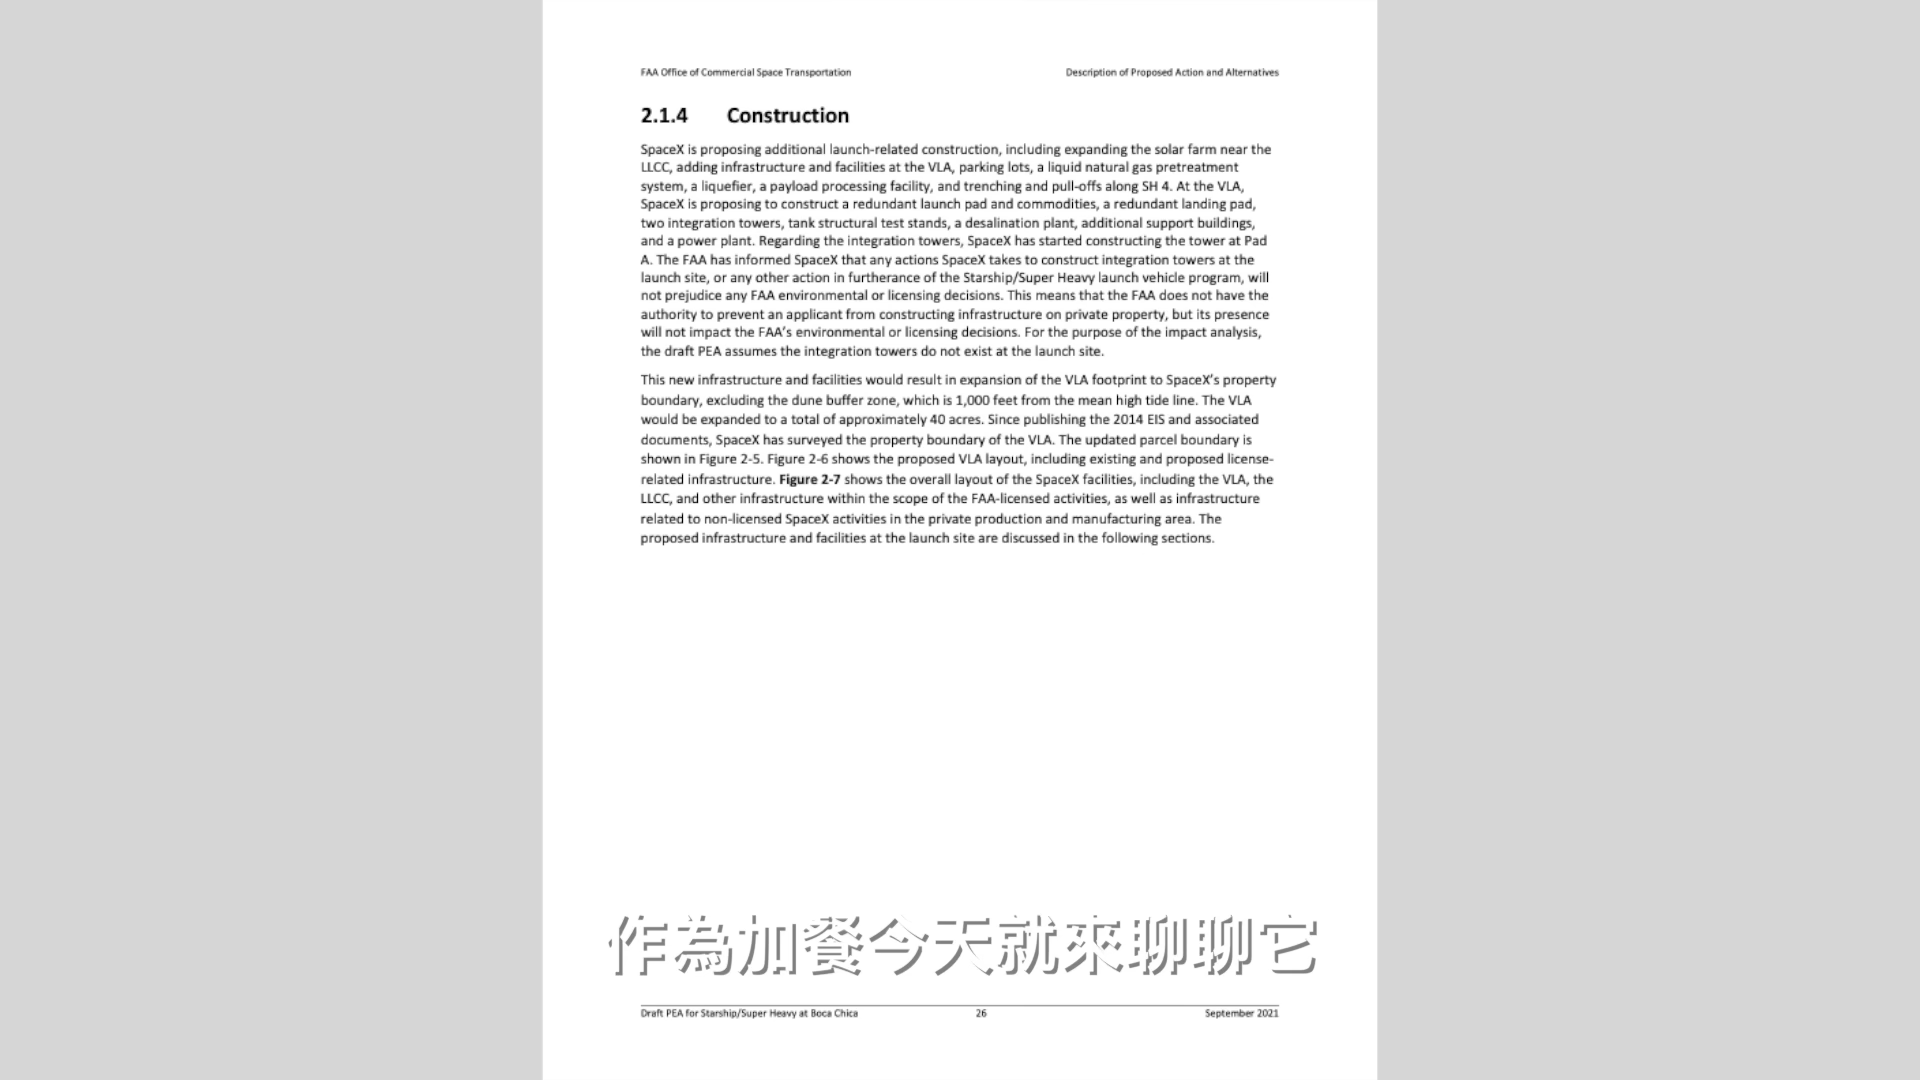 FAA Office of Commercial Space Transportation
Description of Proposed Action and Alternatives
2.1.4 Construction
SpaceX is proposing additional launch-related construction, including expanding the solar farm near the
LLCC, adding infrastructure and facilities at the VLA, parking lots, a liquid natural gas pretreatment
system, a liquefier, a payload processing facility, and trenching and pull-offs along SH 4. At the VLA,
SpaceX is proposing to construct a redundant launch pad and commodities, a redundant landing pad,
two integration towers, tank structural test stands, a desalination plant, additional support buildings,
and a power plant. Regarding the integration towers, SpaceX has started constructing the tower at Pad
A. The FAA has informed SpaceX that any actions SpaceX takes to construct integration towers at the
launch site, or any other action in furtherance of the Starship/Super Heavy launch vehicle program, will
not prejudice any FAA environmental or licensing decisions. This means that the FAA does not have the
authority to prevent an applicant from constructing infrastructure on private property, but its presence
will not impact the FAA's environmental or licensing decisions. For the purpose of the impact analysis,
the draft PEA assumes the integration towers do not exist at the launch site.
This new infrastructure and facilities would result in expansion of the VLA footprint to SpaceX's property
boundary, excluding the dune buffer zone, which is 1,000 feet from the mean high tide line. The VLA
would be expanded to a total of approximately 40 acres. Since publishing the 2014 EIS and associated
documents, SpaceX has surveyed the property boundary of the VLA. The updated parcel boundary is
shown in Figure 2-5. Figure 2-6 shows the proposed VLA layout, including existing and proposed license-
related infrastructure. Figure 2-7 shows the overall layout of the SpaceX facilities, including the VLA, the
LLCC, and other infrastructure within the scope of the FAA-licensed activities, as well as infrastructure
related to non-licensed SpaceX activities in the private production and manufacturing area. The
proposed infrastructure and facilities at the launch site are discussed in the following sections.
作為加餐今天就來聊聊它
Draft PEA for Starship/Super Heavy at Boca Chica
26
September 2021